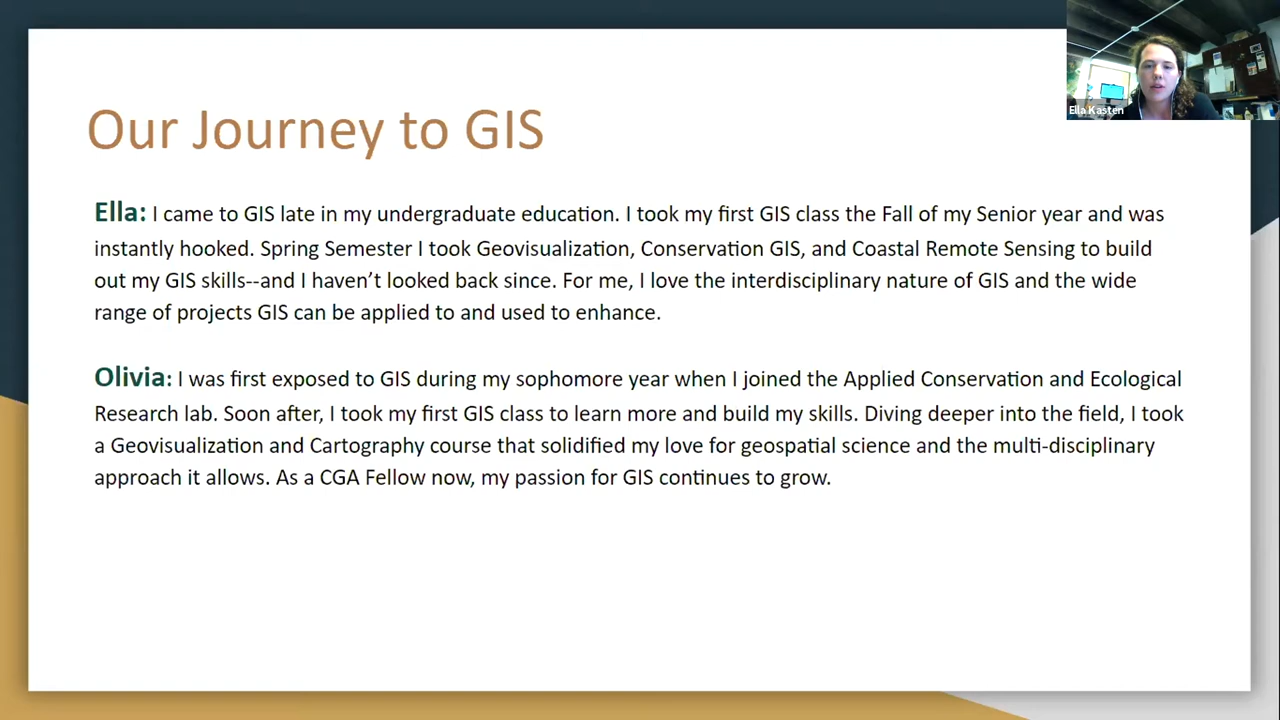 Our Journey to GIS
Ella Kasten
Ella: I came to GIS late in my undergraduate education. I took my first GIS class the Fall of my Senior year and was
instantly hooked. Spring Semester I took Geovisualization, Conservation GIS, and Coastal Remote Sensing to build
out my GIS skills--and I haven’t looked back since. For me, I love the interdisciplinary nature of GIS and the wide
range of projects GIS can be applied to and used to enhance.
Olivia: I was first exposed to GIS during my sophomore year when I joined the Applied Conservation and Ecological
Research lab. Soon after, I took my first GIS class to learn more and build my skills. Diving deeper into the field, I took
a Geovisualization and Cartography course that solidified my love for geospatial science and the multi-disciplinary
approach it allows. As a CGA Fellow now, my passion for GIS continues to grow.